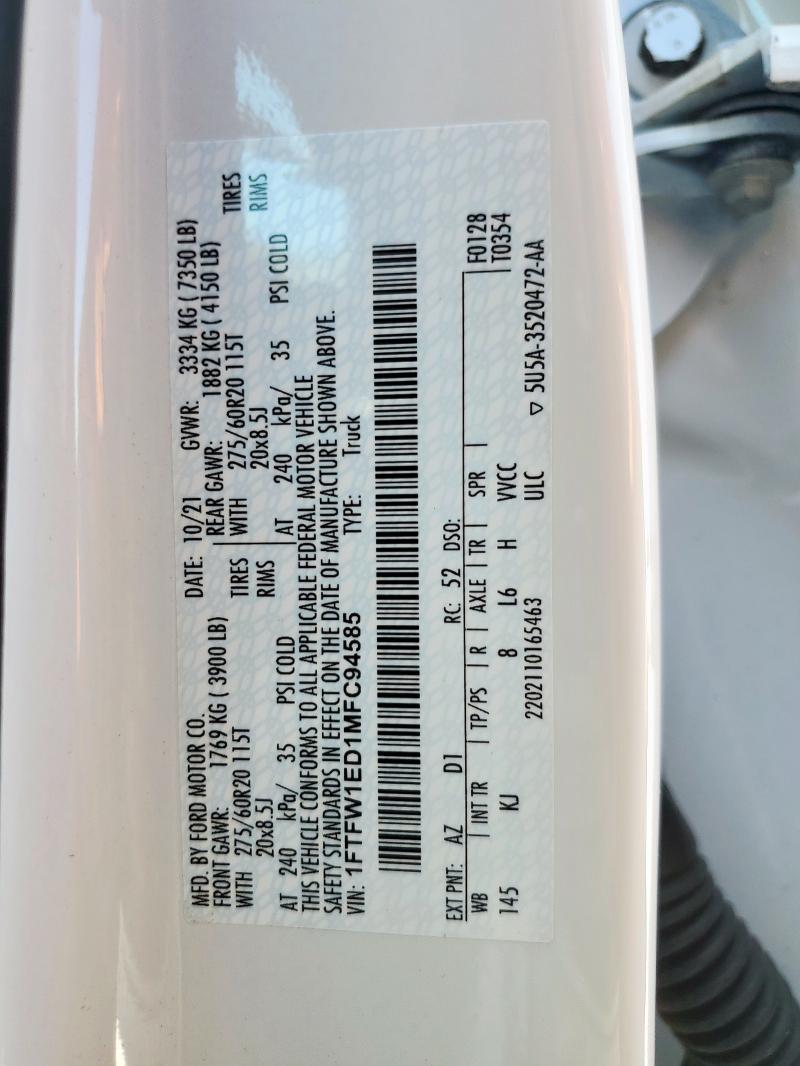 MFD. BY FORD MOTOR CO. DATE: 10/21 GVWR: 3334 KG ( 7350 LB)
FRONT GAWR: 1769 KG ( 3900 LB) REAR GAWR: 1882 KG ( 4150 LB)
WITH 275/60R20 115T TIRES WITH 275/60R20 115T TIRES
20x8.5J RIMS 20x8.5J RIMS
AT 240 kPa/ 35 PSI COLD AT 240 kPa/ 35 PSI COLD
THIS VEHICLE CONFORMS TO ALL APPLICABLE FEDERAL MOTOR VEHICLE
SAFETY STANDARDS IN EFFECT ON THE DATE OF MANUFACTURE SHOWN ABOVE.
VIN: 1FTFW1ED1MFC94585 TYPE: Truck
EXT PNT: AZ D1 RC: 52 DSO: F0128
WB INT TR TP/PS R AXLE TR SPR T0354
145 KJ 8 L6 H VVCC
2202110165463 ULC ▽ 5U5A-3520472-AA